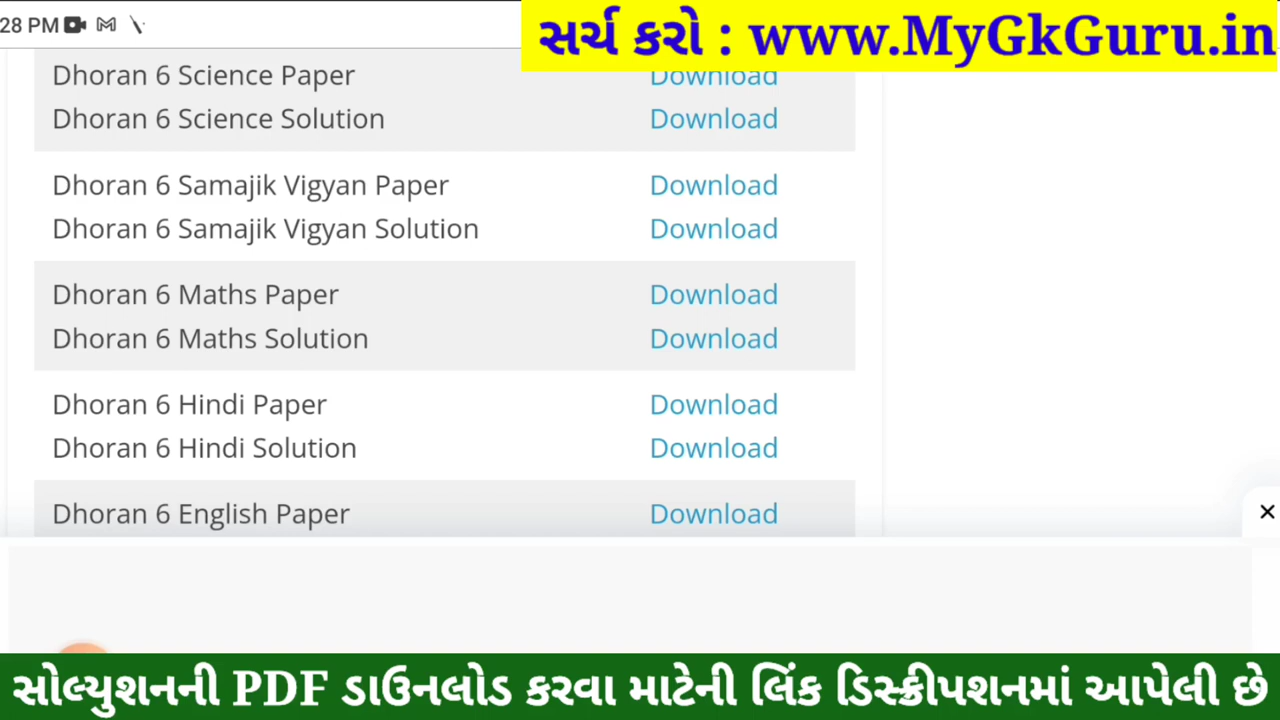 28 PM
સર્ચ કરો : www.MyGkGuru.in
Dhoran 6 Science Paper Download
Dhoran 6 Science Solution Download
Dhoran 6 Samajik Vigyan Paper Download
Dhoran 6 Samajik Vigyan Solution Download
Dhoran 6 Maths Paper Download
Dhoran 6 Maths Solution Download
Dhoran 6 Hindi Paper Download
Dhoran 6 Hindi Solution Download
Dhoran 6 English Paper Download
સોલ્યુશનની PDF ડાઉનલોડ કરવા માટેની લિંક ડિસ્ક્રીપશનમાં આપેલી છે